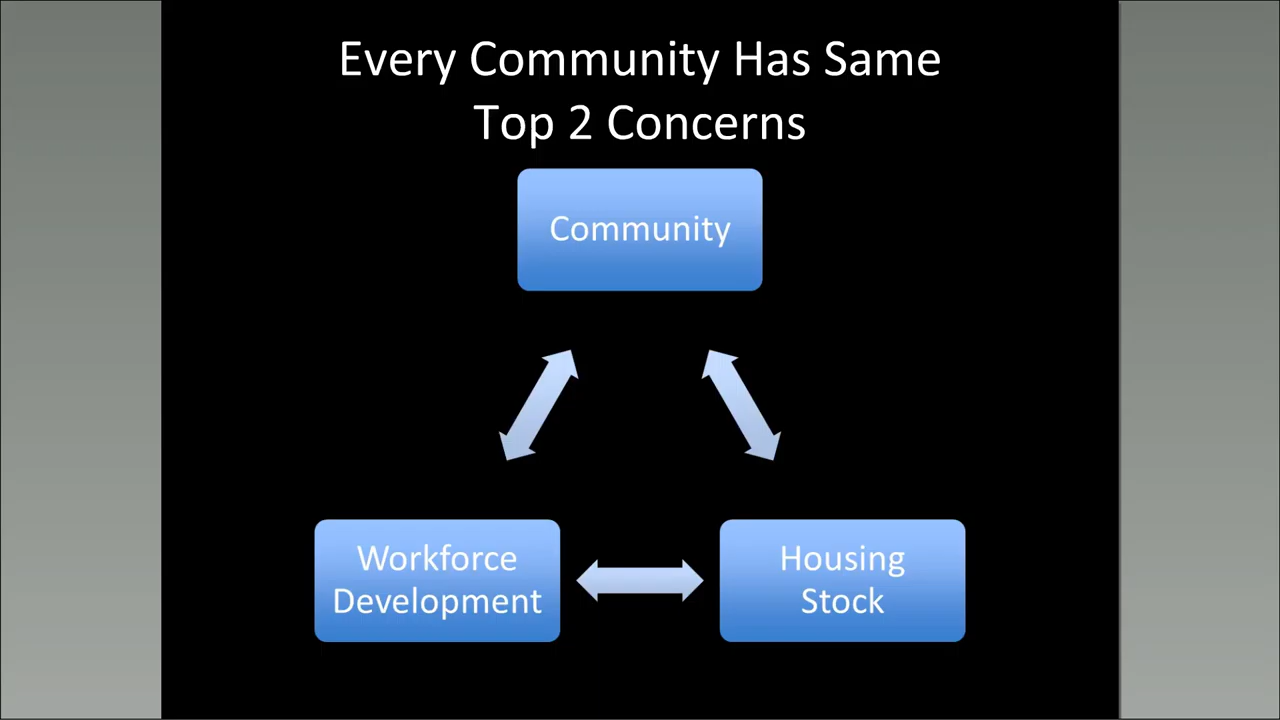 Every Community Has Same
Top 2 Concerns
Community
Workforce
Development
Housing
Stock